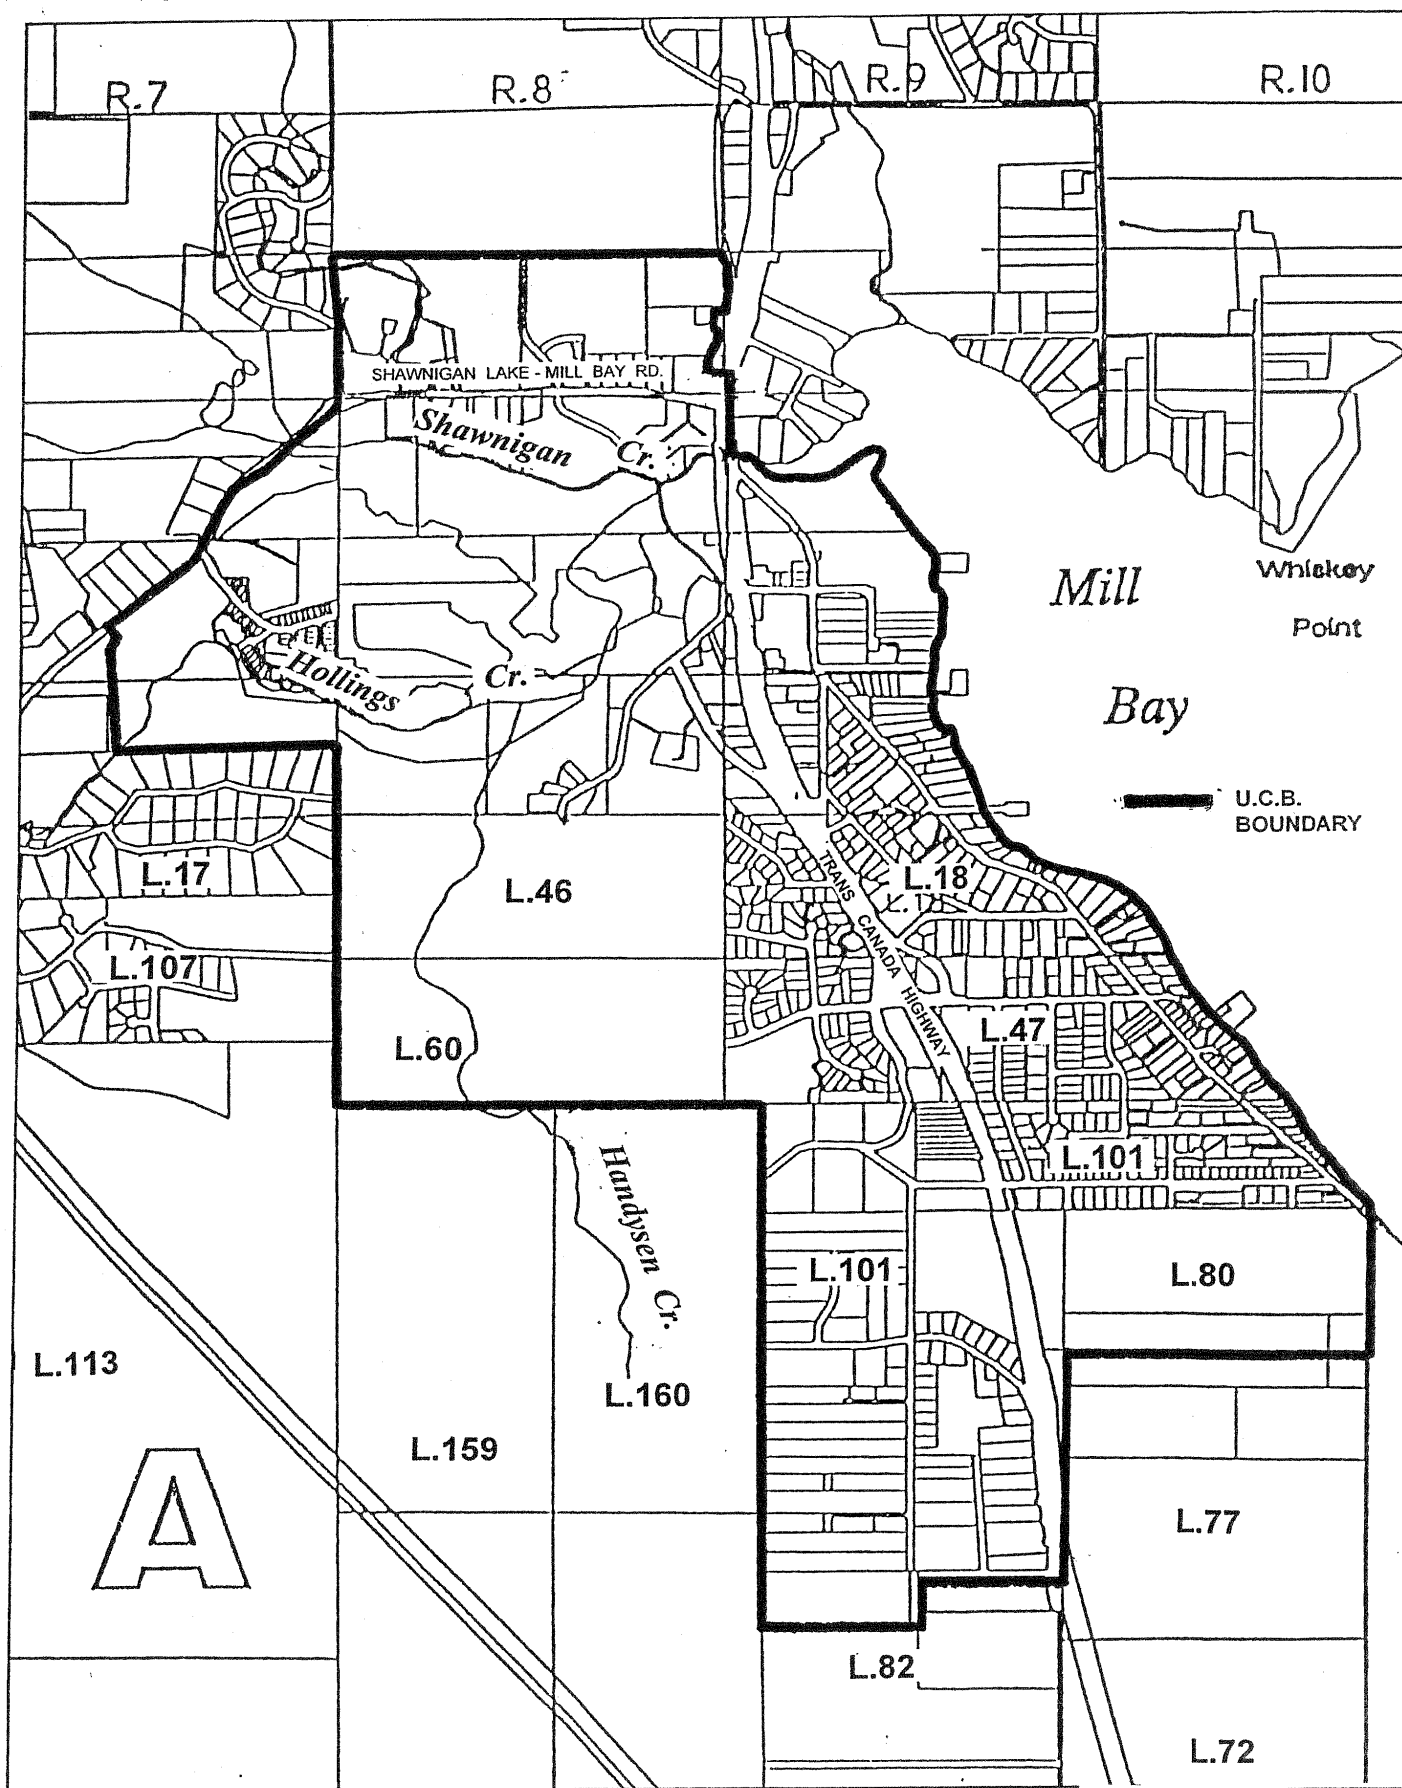 R.7
R.8
R.9
R.10
SHAWNIGAN LAKE - MILL BAY RD.
Shawnigan Cr.
Mill
Bay
Whiskey
Point
Hollings Cr.
U.C.B.
BOUNDARY
L.17
L.46
L.18
TRANS CANADA HIGHWAY
L.107
L.60
L.47
L.101
Handysen Cr.
L.101
L.80
L.113
L.160
L.159
A
L.77
L.82
L.72